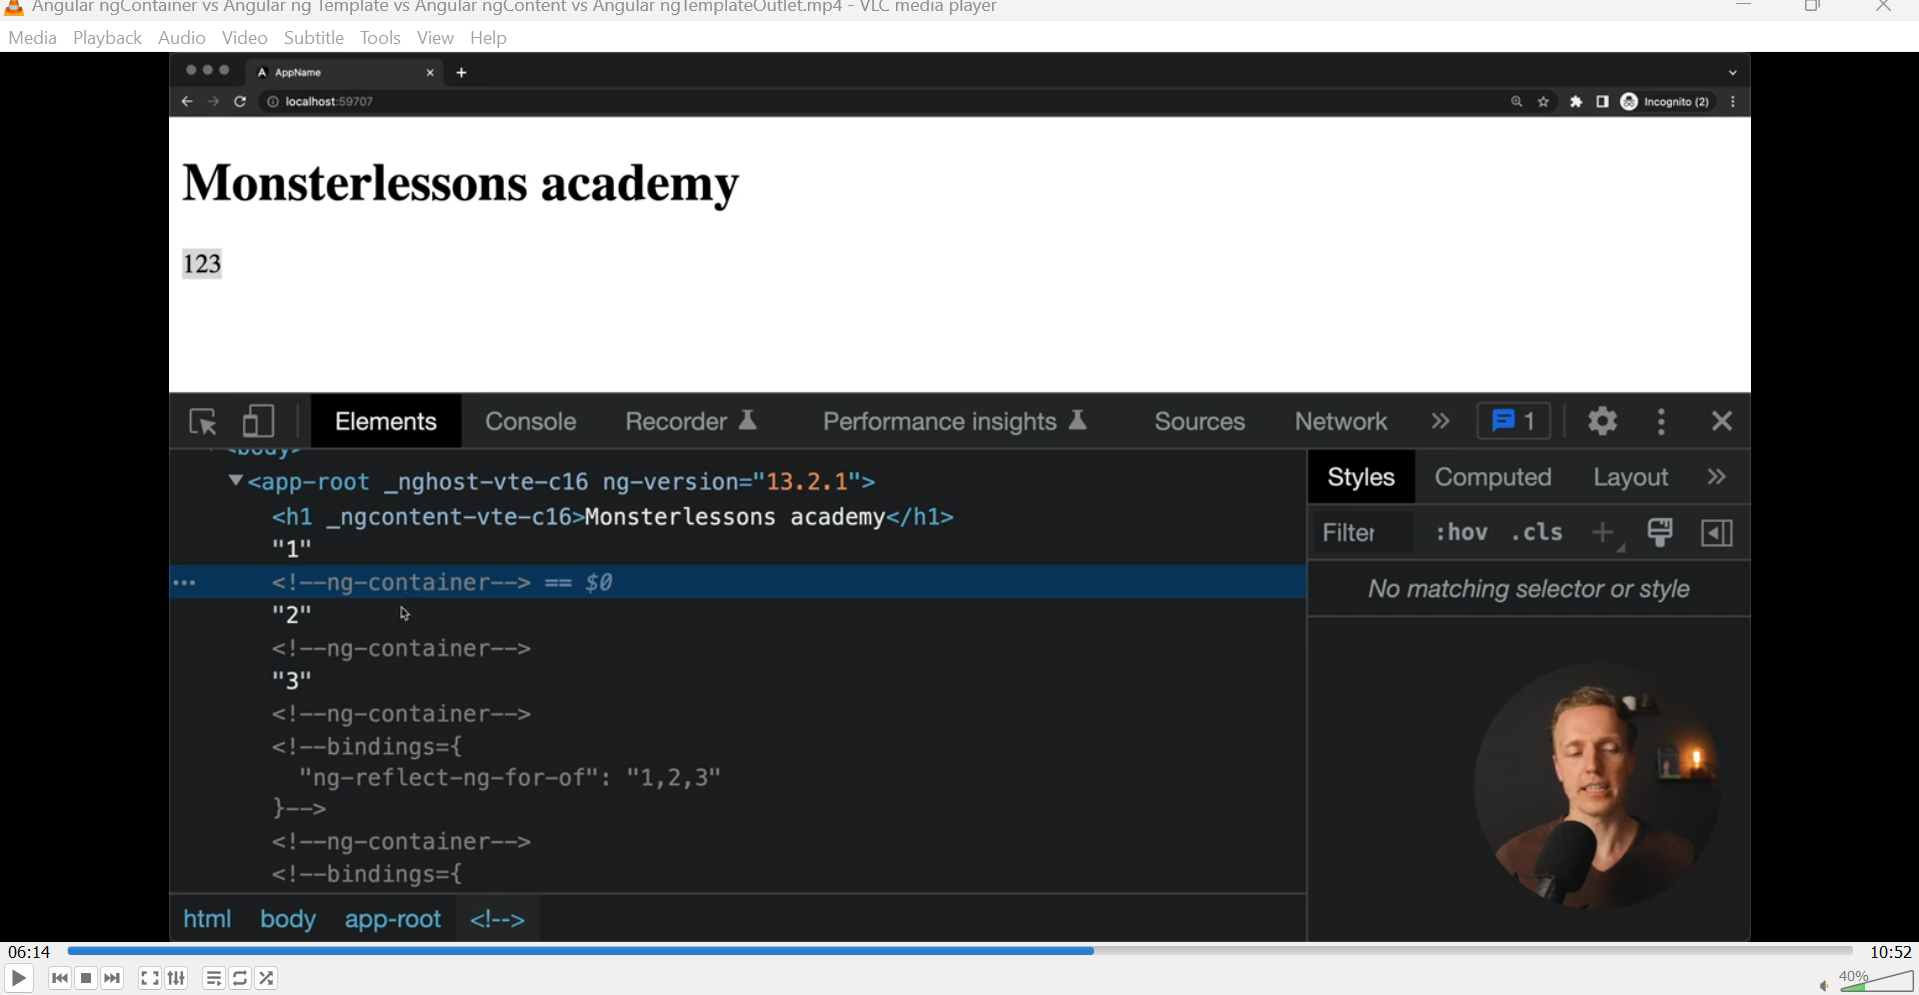 Angular ngContainer vs Angular ng Template vs Angular ngContent vs Angular ngTemplateOutlet.mp4 - VLC media player
Media Playback Audio Video Subtitle Tools View Help
AppName
localhost:59707
Incognito (2)
Monsterlessons academy
123
Elements Console Recorder Performance insights Sources Network » 1
<body>
▼<app-root _nghost-vte-c16 ng-version="13.2.1">
<h1 _ngcontent-vte-c16>Monsterlessons academy</h1>
"1"
<!--ng-container--> == $0
"2"
<!--ng-container-->
"3"
<!--ng-container-->
<!--bindings={
"ng-reflect-ng-for-of": "1,2,3"
}-->
<!--ng-container-->
<!--bindings={
html body app-root <!-->
Styles Computed Layout »
Filter :hov .cls +
No matching selector or style
06:14
10:52
40%